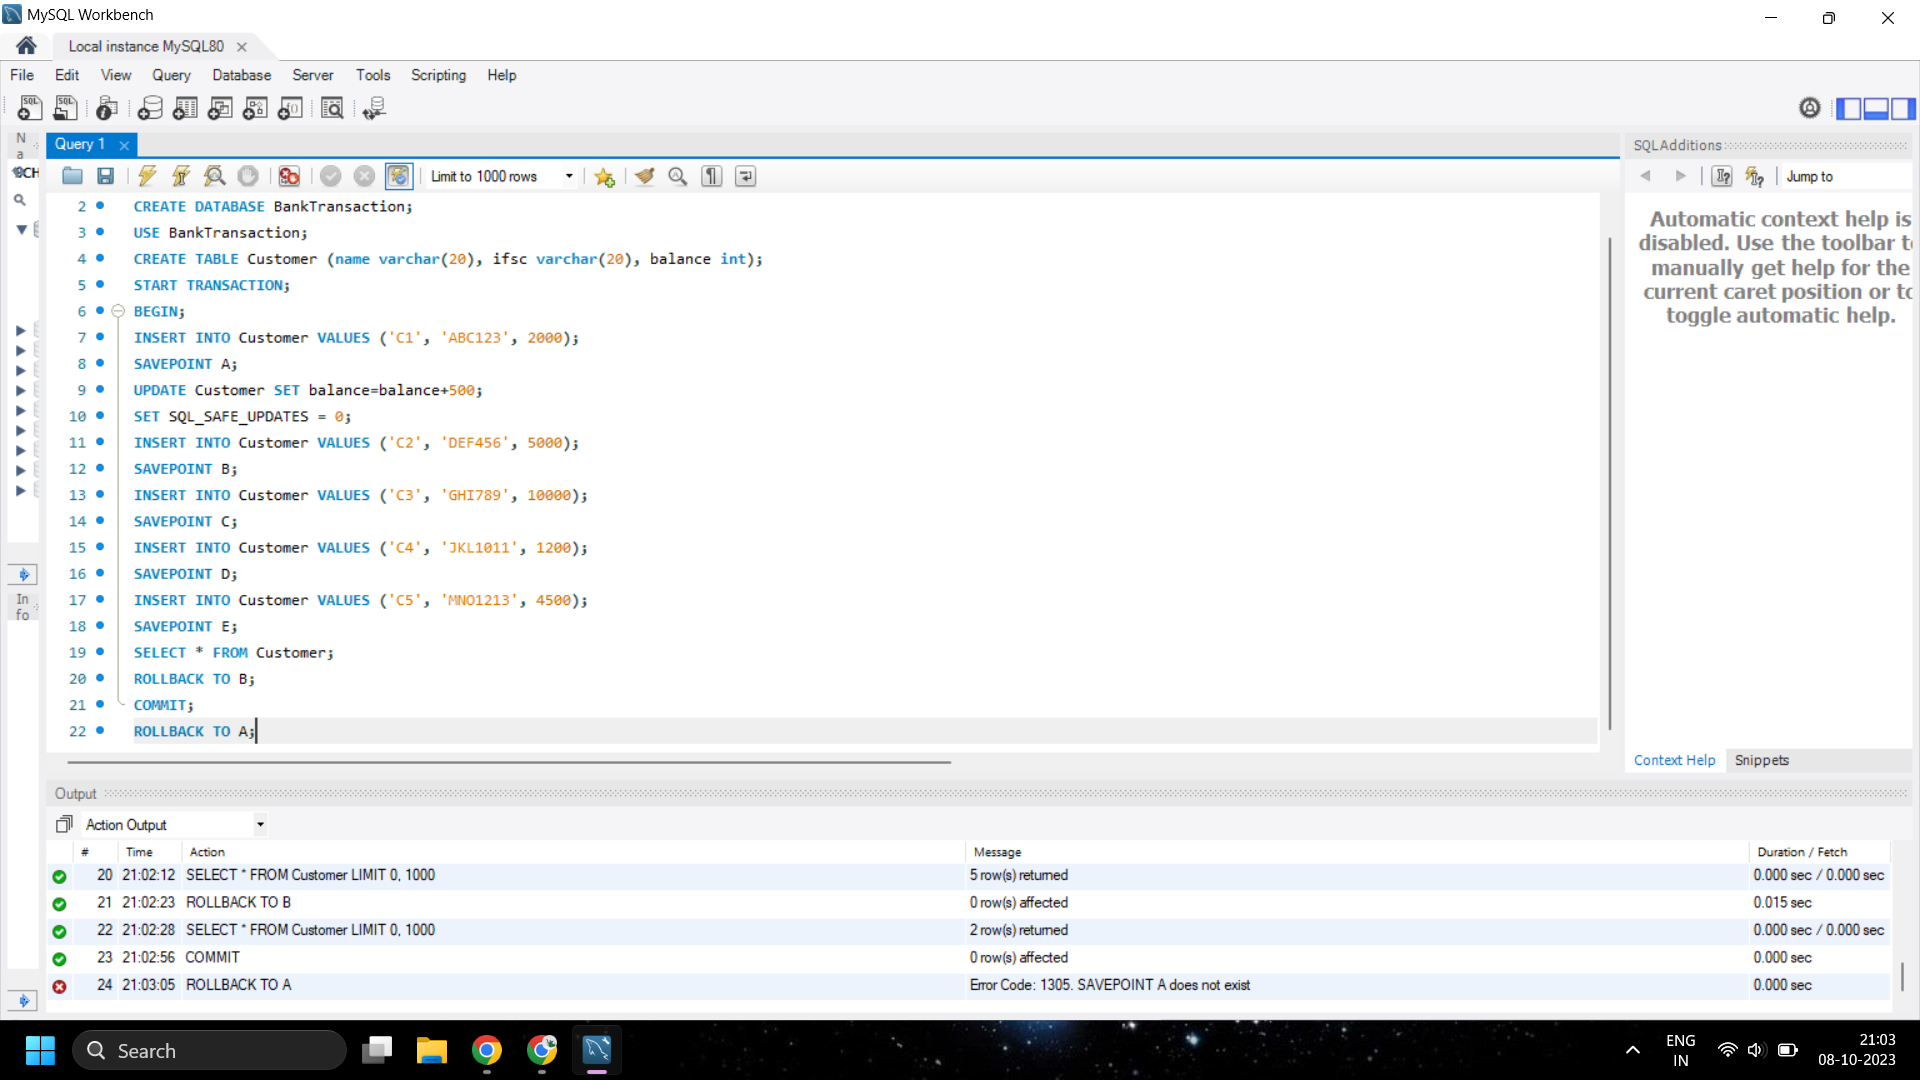 MySQL Workbench
Local instance MySQL80
File Edit View Query Database Server Tools Scripting Help
Na
Query 1
SQLAdditions
SCH
Limit to 1000 rows
Jump to
2 CREATE DATABASE BankTransaction;
3 USE BankTransaction;
4 CREATE TABLE Customer (name varchar(20), ifsc varchar(20), balance int);
5 START TRANSACTION;
6 BEGIN;
7 INSERT INTO Customer VALUES ('C1', 'ABC123', 2000);
8 SAVEPOINT A;
9 UPDATE Customer SET balance=balance+500;
10 SET SQL_SAFE_UPDATES = 0;
11 INSERT INTO Customer VALUES ('C2', 'DEF456', 5000);
12 SAVEPOINT B;
13 INSERT INTO Customer VALUES ('C3', 'GHI789', 10000);
14 SAVEPOINT C;
15 INSERT INTO Customer VALUES ('C4', 'JKL1011', 1200);
16 SAVEPOINT D;
17 INSERT INTO Customer VALUES ('C5', 'MNO1213', 4500);
18 SAVEPOINT E;
19 SELECT * FROM Customer;
20 ROLLBACK TO B;
21 COMMIT;
22 ROLLBACK TO A;
Info
Automatic context help is
disabled. Use the toolbar t
manually get help for the
current caret position or to
toggle automatic help.
Context Help Snippets
Output
Action Output
# Time Action Message Duration / Fetch
20 21:02:12 SELECT * FROM Customer LIMIT 0, 1000 5 row(s) returned 0.000 sec / 0.000 sec
21 21:02:23 ROLLBACK TO B 0 row(s) affected 0.015 sec
22 21:02:28 SELECT * FROM Customer LIMIT 0, 1000 2 row(s) returned 0.000 sec / 0.000 sec
23 21:02:56 COMMIT 0 row(s) affected 0.000 sec
24 21:03:05 ROLLBACK TO A Error Code: 1305. SAVEPOINT A does not exist 0.000 sec
Search
ENG
IN
21:03
08-10-2023